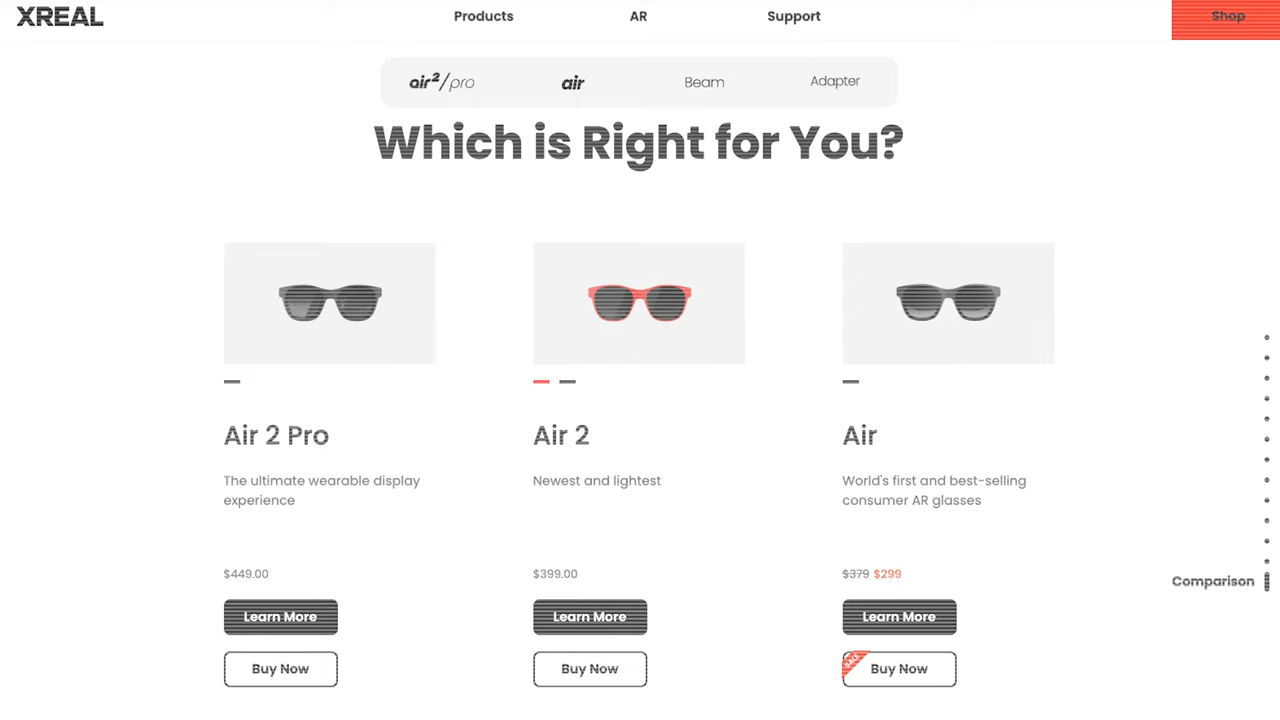 XREAL
Products
AR
Support
Shop
air²/pro
air
Beam
Adapter
Which is Right for You?
Air 2 Pro
The ultimate wearable display
experience
$449.00
Learn More
Buy Now
Air 2
Newest and lightest
$399.00
Learn More
Buy Now
Air
World's first and best-selling
consumer AR glasses
$379 $299
Learn More
Buy Now
Comparison